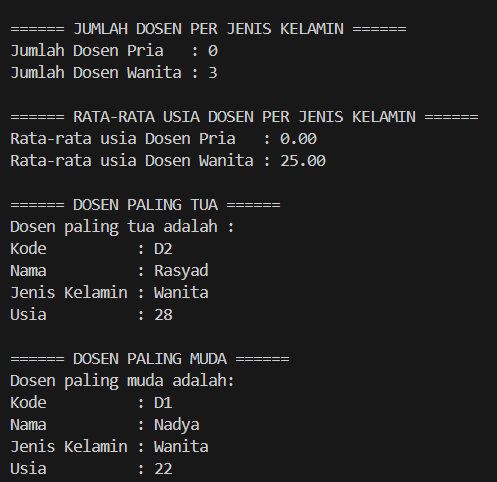 ====== JUMLAH DOSEN PER JENIS KELAMIN ======
Jumlah Dosen Pria   : 0
Jumlah Dosen Wanita : 3

====== RATA-RATA USIA DOSEN PER JENIS KELAMIN ======
Rata-rata usia Dosen Pria   : 0.00
Rata-rata usia Dosen Wanita : 25.00

====== DOSEN PALING TUA ======
Dosen paling tua adalah :
Kode          : D2
Nama          : Rasyad
Jenis Kelamin : Wanita
Usia          : 28

====== DOSEN PALING MUDA ======
Dosen paling muda adalah:
Kode          : D1
Nama          : Nadya
Jenis Kelamin : Wanita
Usia          : 22